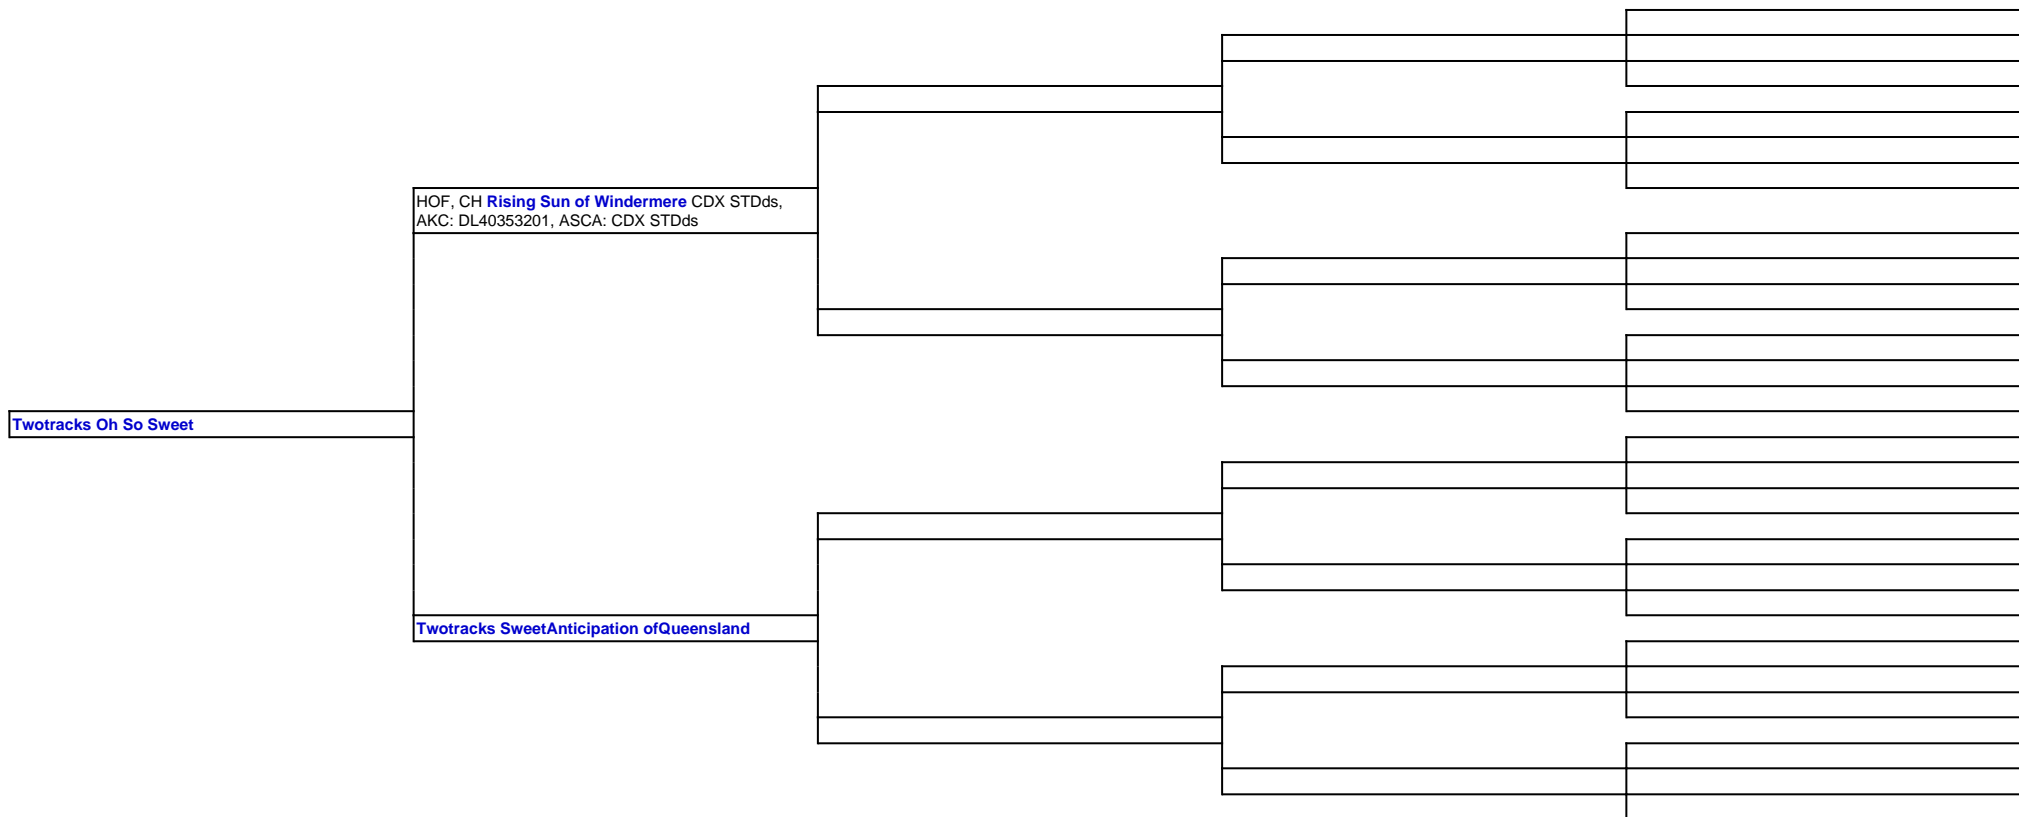 HOF, CH Rising Sun of Windermere CDX STDds,
AKC: DL40353201, ASCA: CDX STDds
Twotracks Oh So Sweet
Twotracks SweetAnticipation ofQueensland